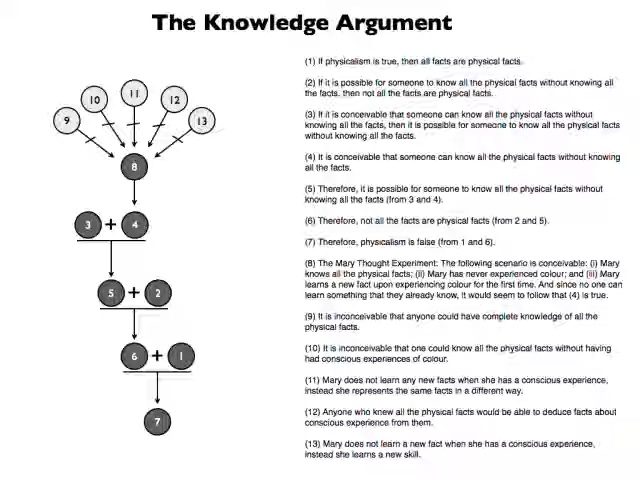 The Knowledge Argument
9
10
11
12
13
8
3 + 4
5 + 2
6 + 1
7
(1) If physicalism is true, then all facts are physical facts.
(2) If it is possible for someone to know all the physical facts without knowing all
the facts, then not all the facts are physical facts.
(3) If it is conceivable that someone can know all the physical facts without
knowing all the facts, then it is possible for someone to know all the physical facts
without knowing all the facts.
(4) It is conceivable that someone can know all the physical facts without knowing
all the facts.
(5) Therefore, it is possible for someone to know all the physical facts without
knowing all the facts (from 3 and 4).
(6) Therefore, not all the facts are physical facts (from 2 and 5).
(7) Therefore, physicalism is false (from 1 and 6).
(8) The Mary Thought Experiment: The following scenario is conceivable: (i) Mary
knows all the physical facts; (ii) Mary has never experienced colour; and (iii) Mary
learns a new fact upon experiencing colour for the first time. And since no one can
learn something that they already know, it would seem to follow that (4) is true.
(9) It is inconceivable that anyone could have complete knowledge of all the
physical facts.
(10) It is inconceivable that one could know all the physical facts without having
had conscious experiences of colour.
(11) Mary does not learn any new facts when she has a conscious experience,
instead she represents the same facts in a different way.
(12) Anyone who knew all the physical facts would be able to deduce facts about
conscious experience from them.
(13) Mary does not learn a new fact when she has a conscious experience,
instead she learns a new skill.